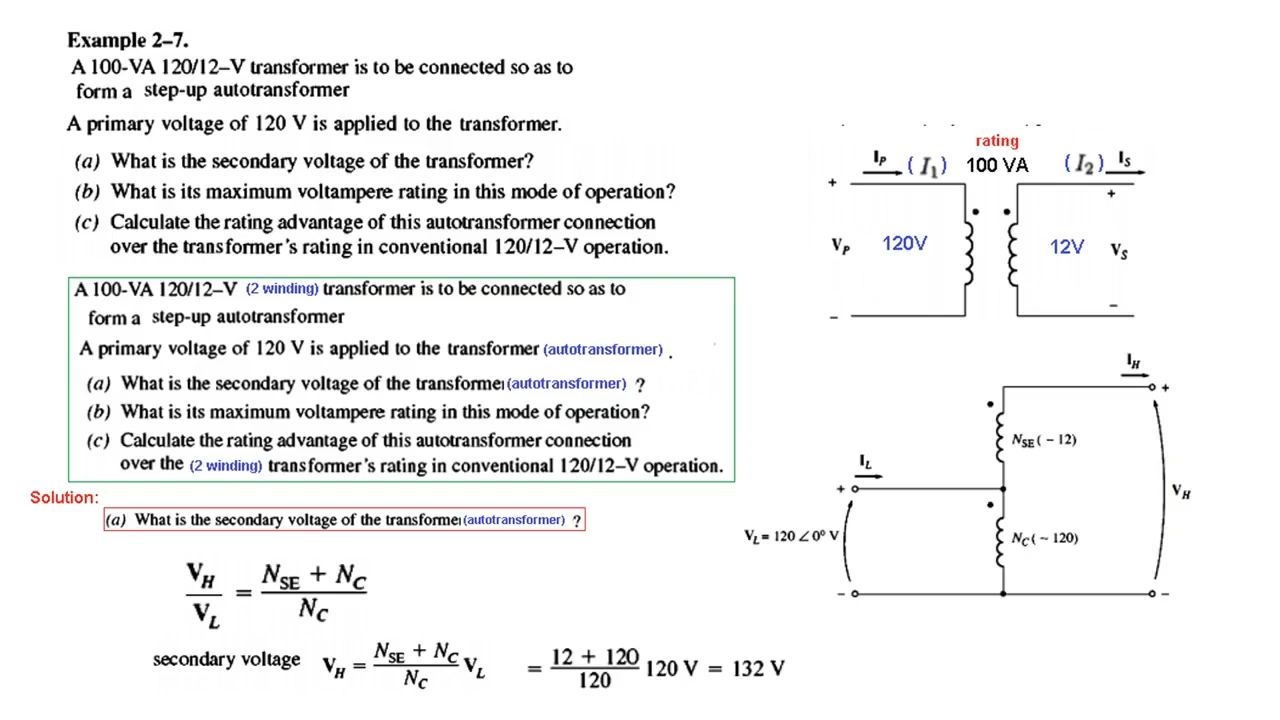 Example 2–7.
A 100-VA 120/12–V transformer is to be connected so as to
form a step-up autotransformer
A primary voltage of 120 V is applied to the transformer.
(a) What is the secondary voltage of the transformer?
(b) What is its maximum voltampere rating in this mode of operation?
(c) Calculate the rating advantage of this autotransformer connection
over the transformer's rating in conventional 120/12–V operation.
A 100-VA 120/12–V (2 winding) transformer is to be connected so as to
form a step-up autotransformer
A primary voltage of 120 V is applied to the transformer (autotransformer) .
(a) What is the secondary voltage of the transformer (autotransformer) ?
(b) What is its maximum voltampere rating in this mode of operation?
(c) Calculate the rating advantage of this autotransformer connection
over the (2 winding) transformer's rating in conventional 120/12–V operation.
Solution:
(a) What is the secondary voltage of the transformer (autotransformer) ?
V_H / V_L = (N_SE + N_C) / N_C
secondary voltage V_H = (N_SE + N_C) / N_C V_L = (12 + 120) / 120 120 V = 132 V
rating
I_P (I_1) 100 VA (I_2) I_S
+ +
V_P 120V 12V V_S
– –
I_H
+
N_SE (~ 12)
I_L
+
V_H
V_L = 120 ∠ 0° V
N_C (~ 120)
– –